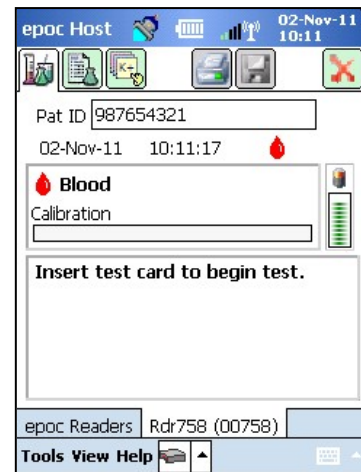 epoc Host 02-Nov-11
10:11
K+
Pat ID 987654321
02-Nov-11 10:11:17
Blood
Calibration
Insert test card to begin test.
epoc Readers Rdr758 (00758)
Tools View Help